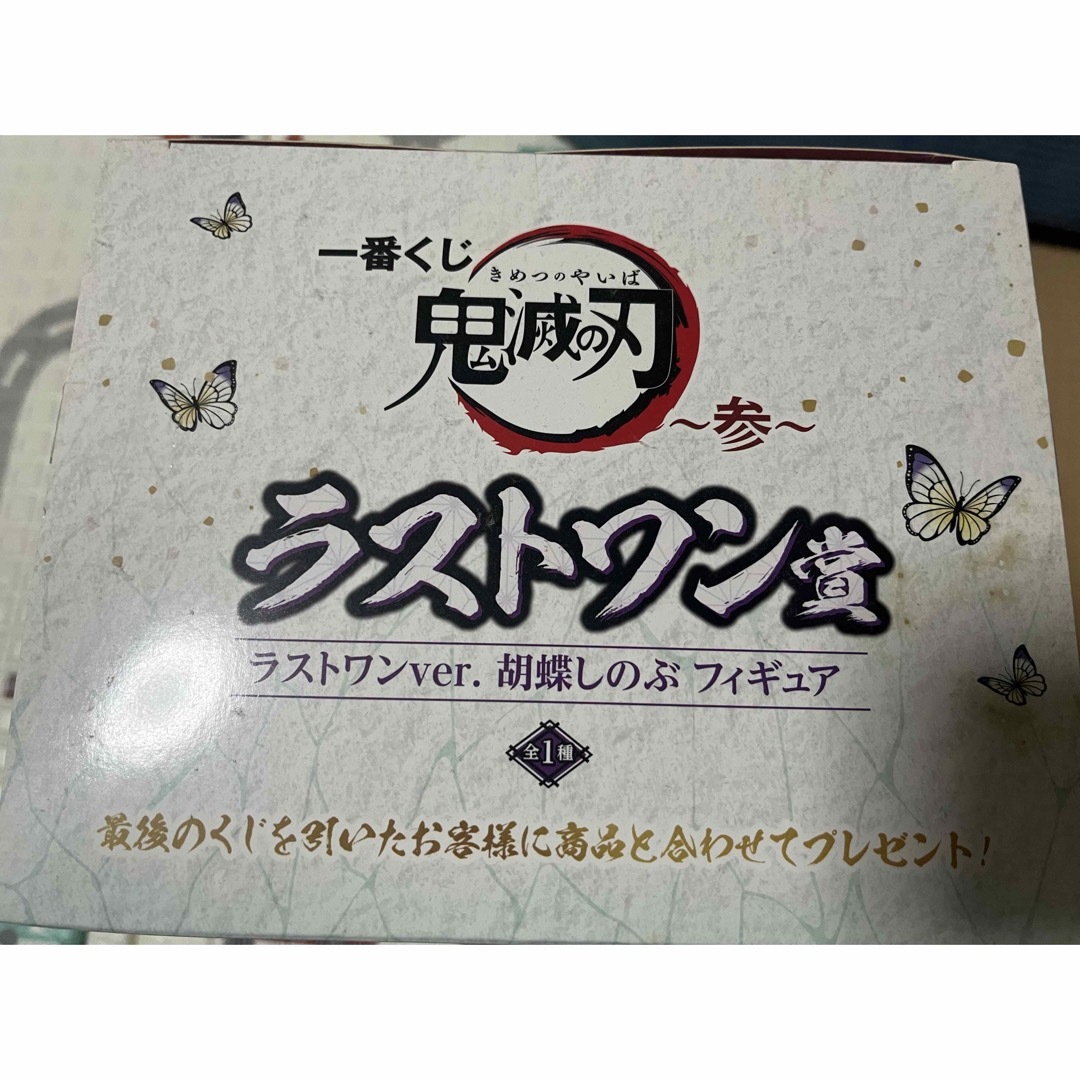 一番くじ
きめつのやいば
鬼滅の刃
～参～
ラストワン賞
ラストワンver. 胡蝶しのぶ フィギュア
全1種
最後のくじを引いたお客様に商品と合わせてプレゼント!